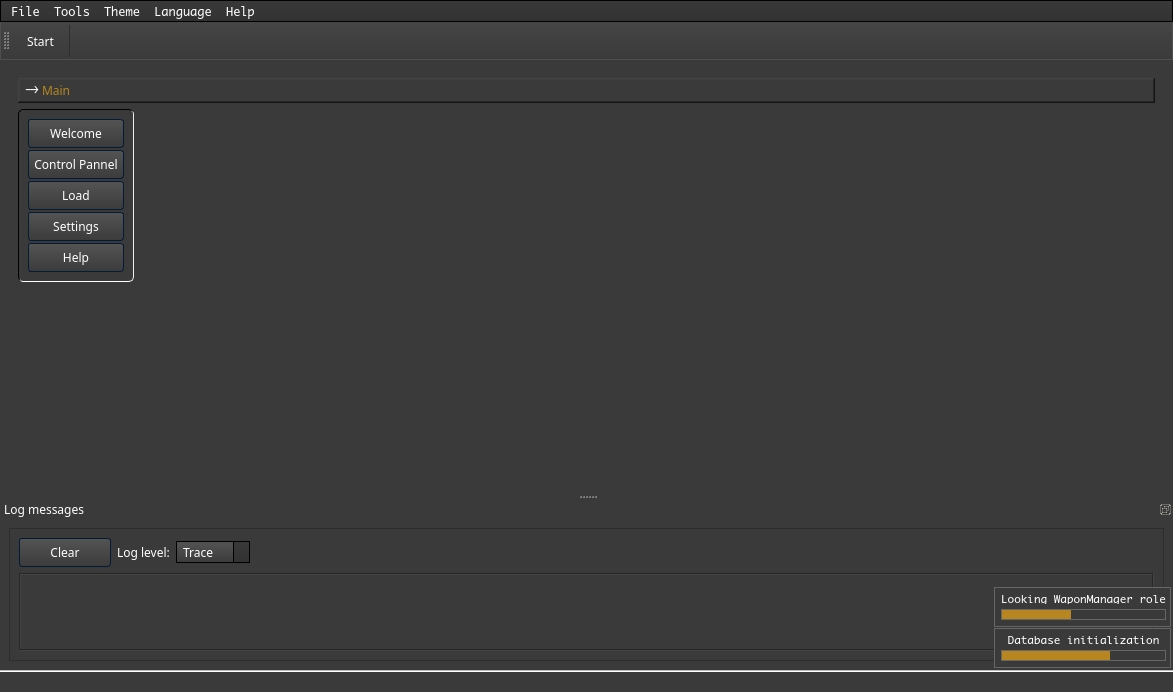 File Tools Theme Language Help
Start
→ Main
Welcome
Control Pannel
Load
Settings
Help
Log messages
Clear Log level: Trace
Looking WaponManager role
Database initialization